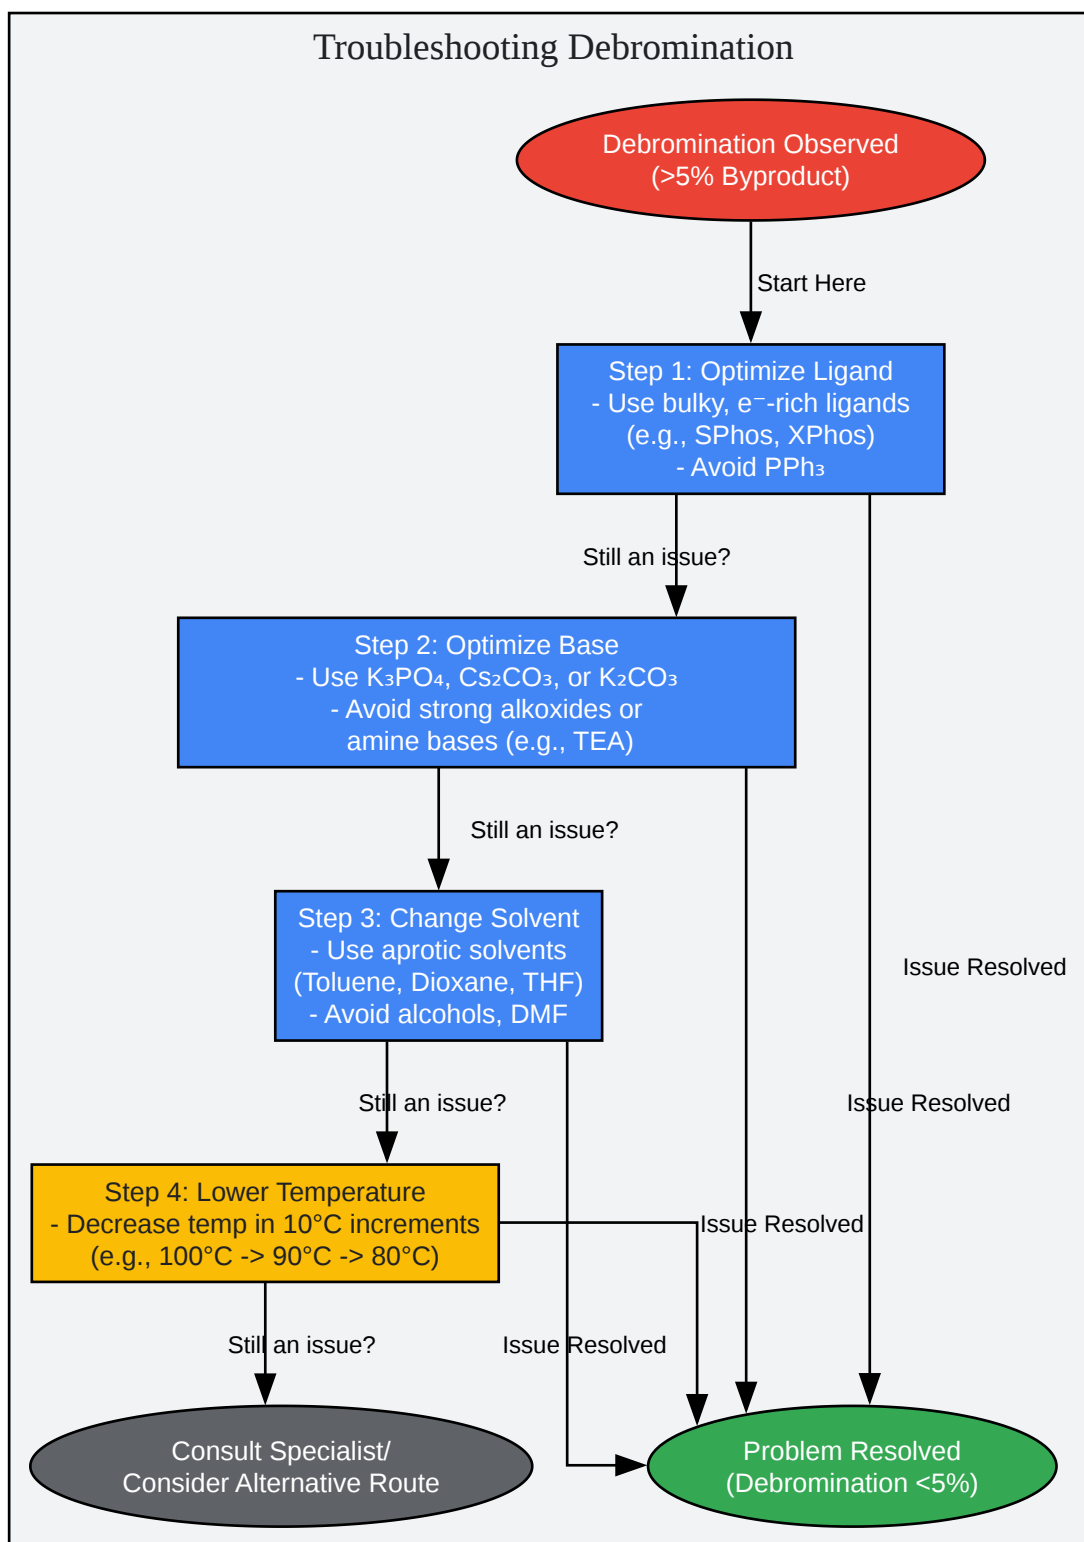 Troubleshooting Debromination
Debromination Observed
(>5% Byproduct)
Start Here
Step 1: Optimize Ligand
- Use bulky, e⁻-rich ligands
(e.g., SPhos, XPhos)
- Avoid PPh₃
Still an issue?
Step 2: Optimize Base
- Use K₃PO₄, Cs₂CO₃, or K₂CO₃
- Avoid strong alkoxides or
amine bases (e.g., TEA)
Still an issue?
Step 3: Change Solvent
- Use aprotic solvents
(Toluene, Dioxane, THF)
- Avoid alcohols, DMF
Issue Resolved
Still an issue?
Issue Resolved
Step 4: Lower Temperature
- Decrease temp in 10°C increments
(e.g., 100°C -> 90°C -> 80°C)
Issue Resolved
Still an issue?
Issue Resolved
Consult Specialist/
Consider Alternative Route
Problem Resolved
(Debromination <5%)